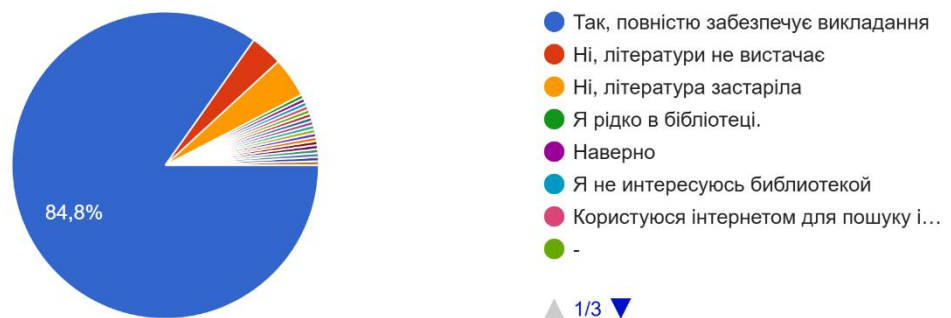 84,8%
Так, повністю забезпечує викладання
Ні, літератури не вистачає
Ні, література застаріла
Я рідко в бібліотеці.
Наверно
Я не интересуюсь библиотекой
Користуюся інтернетом для пошуку і…
-
1/3